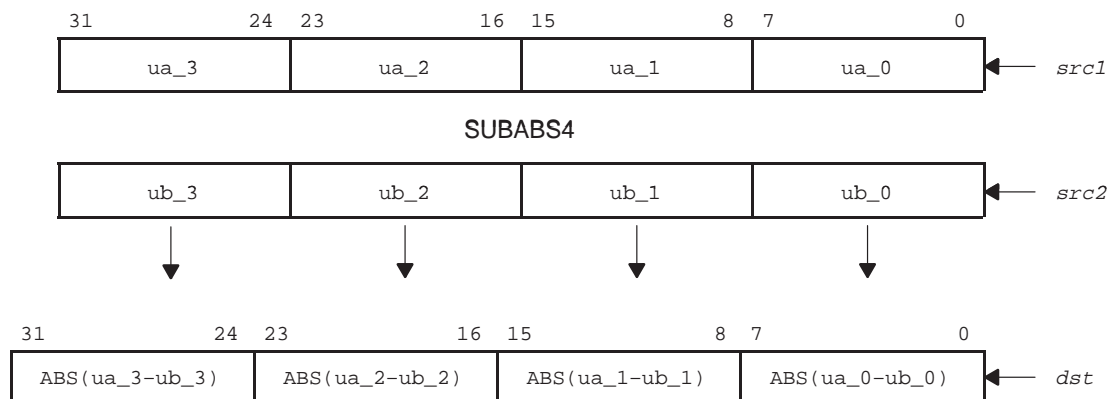 31 24 23 16 15 8 7 0
ua_3 ua_2 ua_1 ua_0 src1
SUBABS4
ub_3 ub_2 ub_1 ub_0 src2
31 24 23 16 15 8 7 0
ABS(ua_3-ub_3) ABS(ua_2-ub_2) ABS(ua_1-ub_1) ABS(ua_0-ub_0) dst